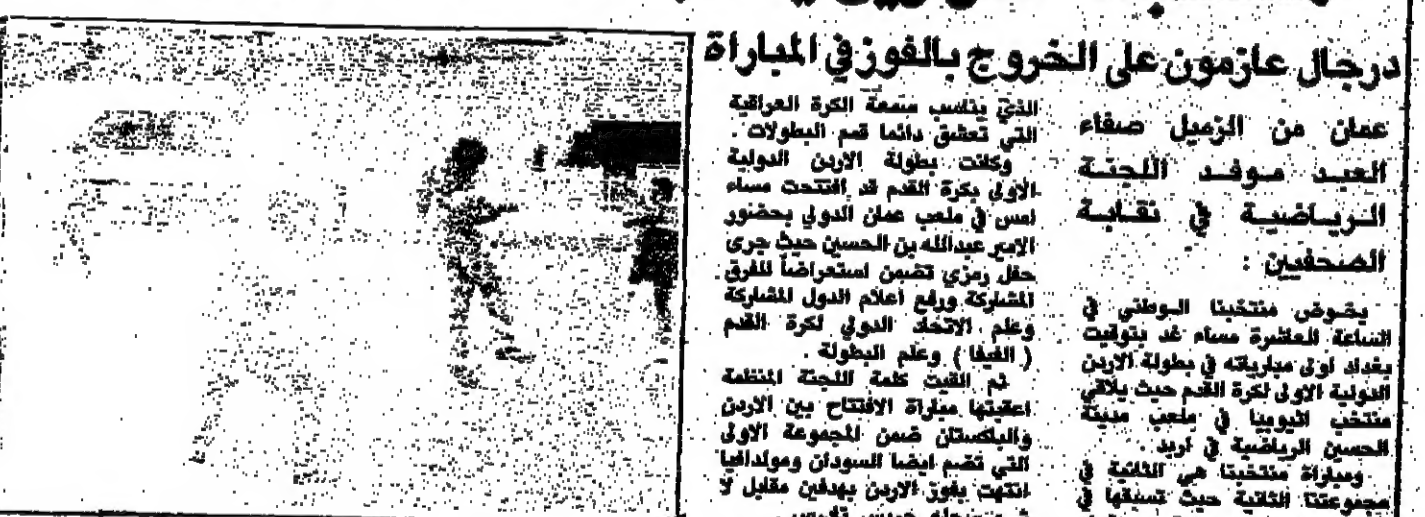 درجال عازمون على الخروج بالفوز في المباراة
عمان من الزميل صفاء
العبد موفد اللجنة
الرياضية في نقابة
الصحفيين :
يخوض منتخبنا الوطني في
الساعة العاشرة مساء غد بتوقيت
بغداد اولى مبارياته في بطولة الاردن
الدولية الاولى لكرة القدم حيث يلاقي
منتخب اثيوبيا في ملعب مدينة
الحسين الرياضية في اربد .
ومباراة منتخبنا هي الثانية في
مجموعتنا الثانية حيث تسبقها في
الذي يناسب سمعة الكرة العراقية
التي تعشق دائما قمم البطولات .
وكانت بطولة الاردن الدولية
الاولى بكرة القدم قد افتتحت مساء
امس في ملعب عمان الدولي بحضور
الامير عبدالله بن الحسين حيث جرى
حفل رمزي تضمن استعراضاً للفرق
المشاركة ورفع اعلام الدول المشاركة
وعلم الاتحاد الدولي لكرة القدم
( الفيفا ) وعلم البطولة .
ثم القيت كلمة اللجنة المنظمة
اعقبتها مباراة الافتتاح بين الاردن
والباكستان ضمن المجموعة الاولى
التي تضم ايضا السودان ومولدافيا
انتهت بفوز الاردن بهدفين مقابل لا